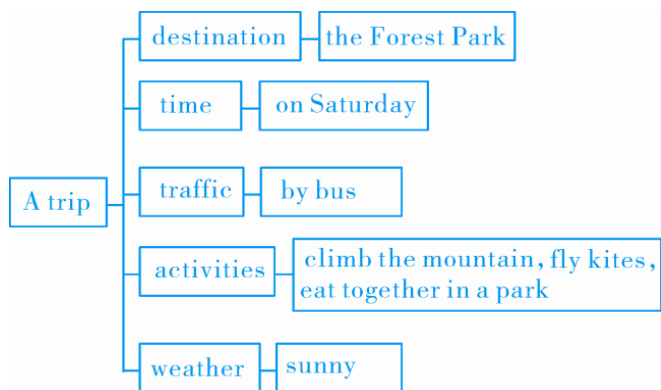 destination
the Forest Park
time
on Saturday
A trip
traffic
by bus
activities
climb the mountain, fly kites,
eat together in a park
weather
sunny